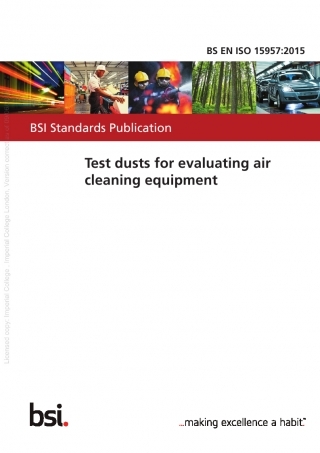 BS EN ISO 15957:2015
BSI Standards Publication
Test dusts for evaluating air
cleaning equipment
bsi.
...making excellence a habit.™